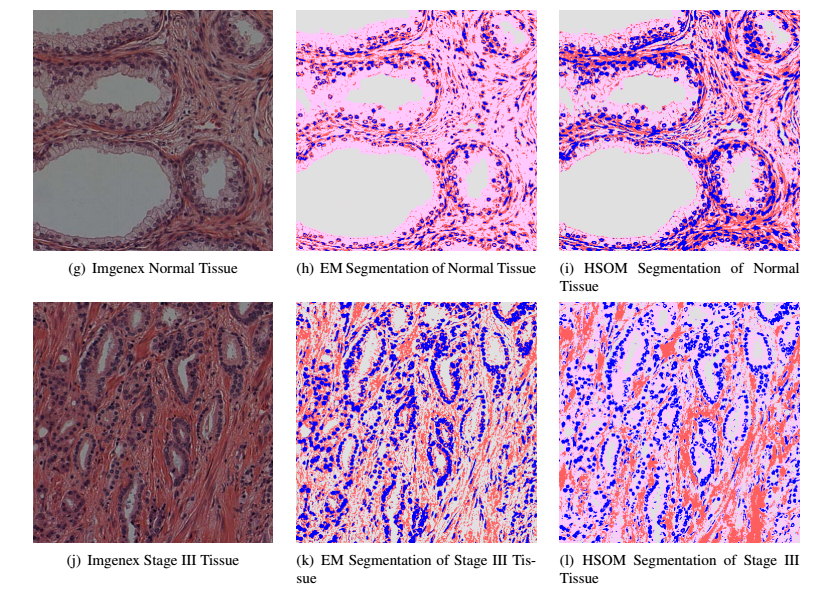 (g) Imgenex Normal Tissue
(h) EM Segmentation of Normal Tissue
(i) HSOM Segmentation of Normal
Tissue
(j) Imgenex Stage III Tissue
(k) EM Segmentation of Stage III Tis-
sue
(l) HSOM Segmentation of Stage III
Tissue